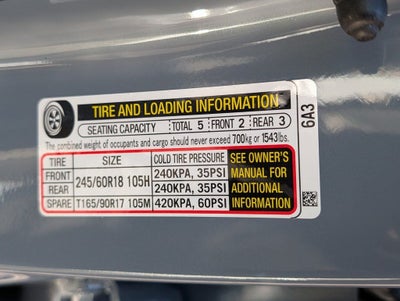 TIRE AND LOADING INFORMATION
SEATING CAPACITY TOTAL 5 FRONT 2 REAR 3
The combined weight of occupants and cargo should never exceed 700kg or 1543lbs.
TIRE SIZE COLD TIRE PRESSURE SEE OWNER'S
FRONT 245/60R18 105H 240KPA, 35PSI MANUAL FOR
REAR 240KPA, 35PSI ADDITIONAL
SPARE T165/90R17 105M 420KPA, 60PSI INFORMATION
6A3